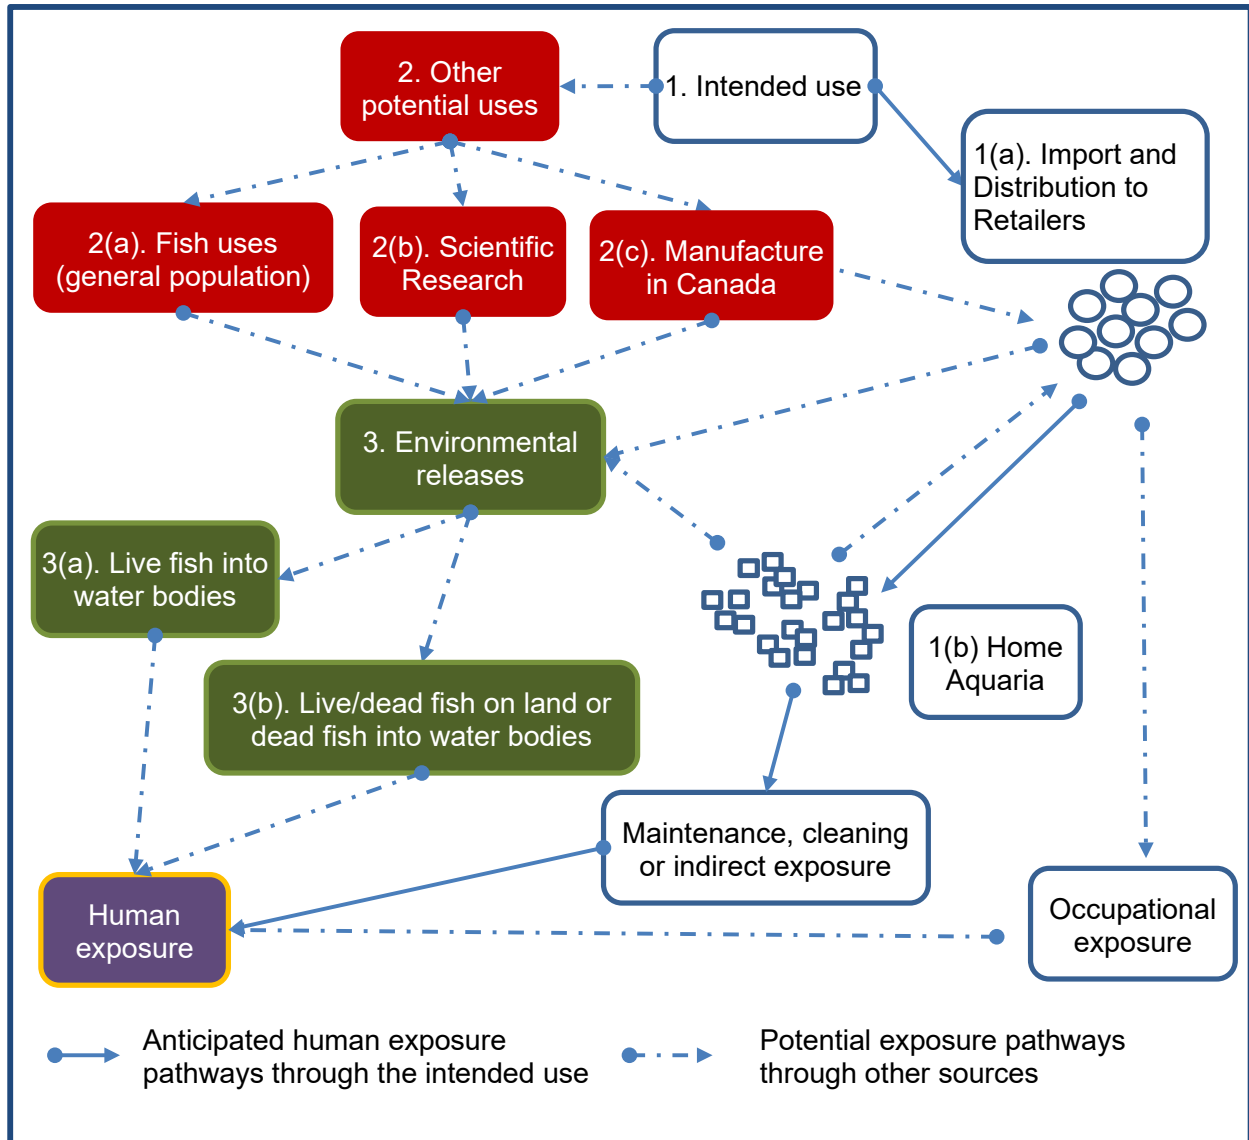 2. Other
potential uses
1. Intended use
1(a). Import and
Distribution to
Retailers
2(a). Fish uses
(general population)
2(b). Scientific
Research
2(c). Manufacture
in Canada
3. Environmental
releases
3(a). Live fish into
water bodies
1(b) Home
Aquaria
3(b). Live/dead fish on land or
dead fish into water bodies
Maintenance, cleaning
or indirect exposure
Human
exposure
Occupational
exposure
Anticipated human exposure
pathways through the intended use
Potential exposure pathways
through other sources